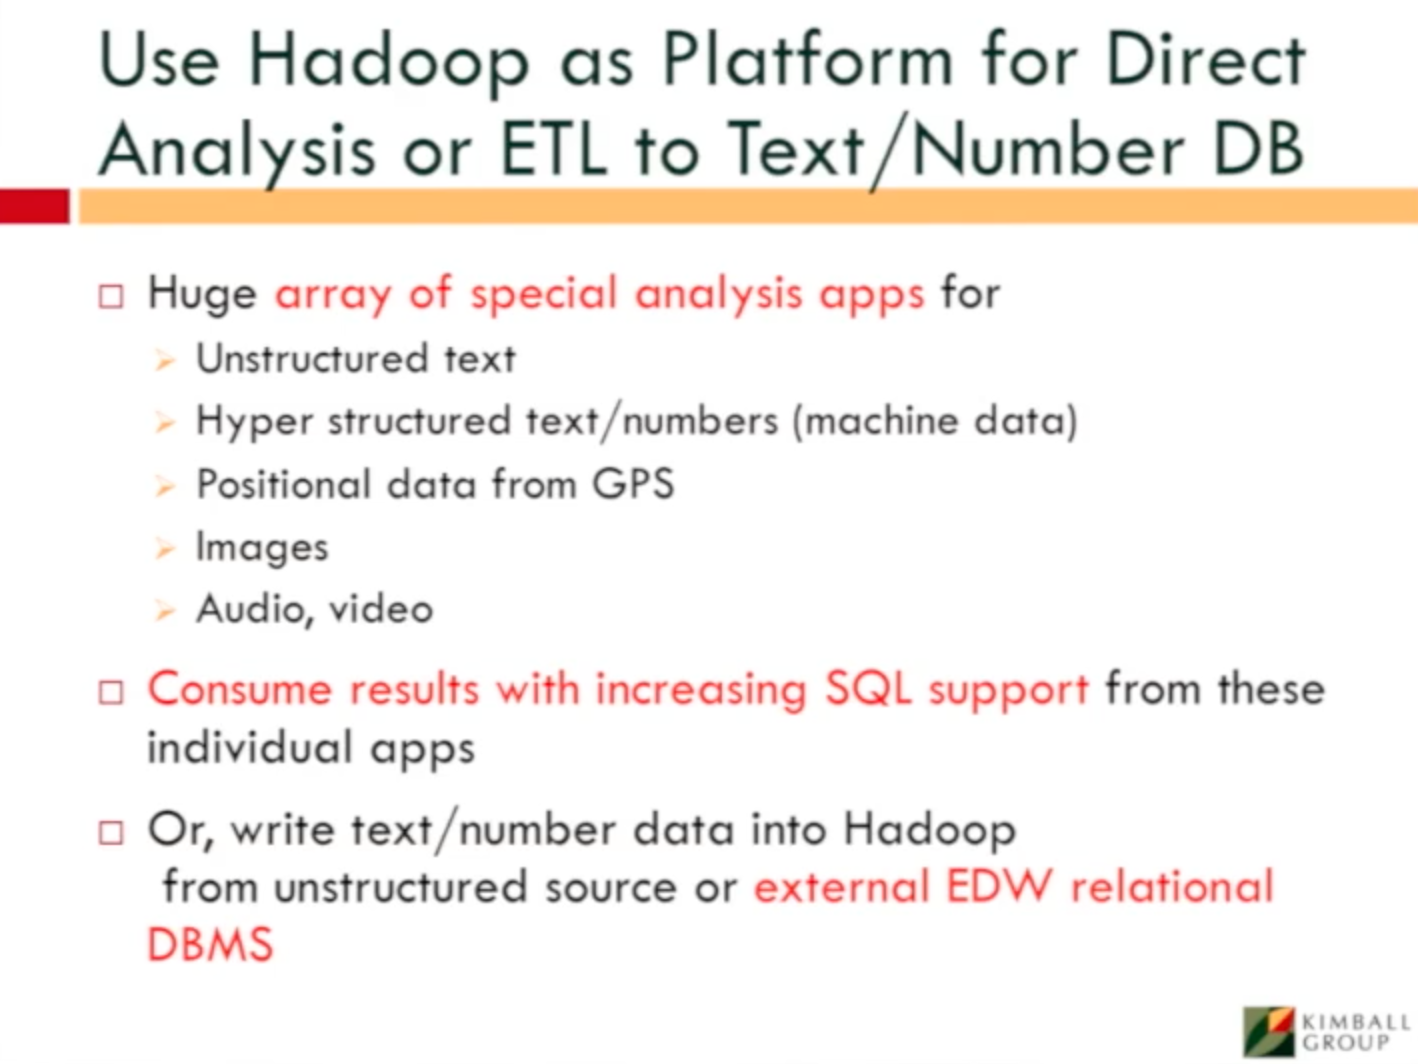 Use Hadoop as Platform for Direct
Analysis or ETL to Text/Number DB
Huge array of special analysis apps for
Unstructured text
Hyper structured text/numbers (machine data)
Positional data from GPS
Images
Audio, video
Consume results with increasing SQL support from these
individual apps
Or, write text/number data into Hadoop
from unstructured source or external EDW relational
DBMS
KIMBALL
GROUP